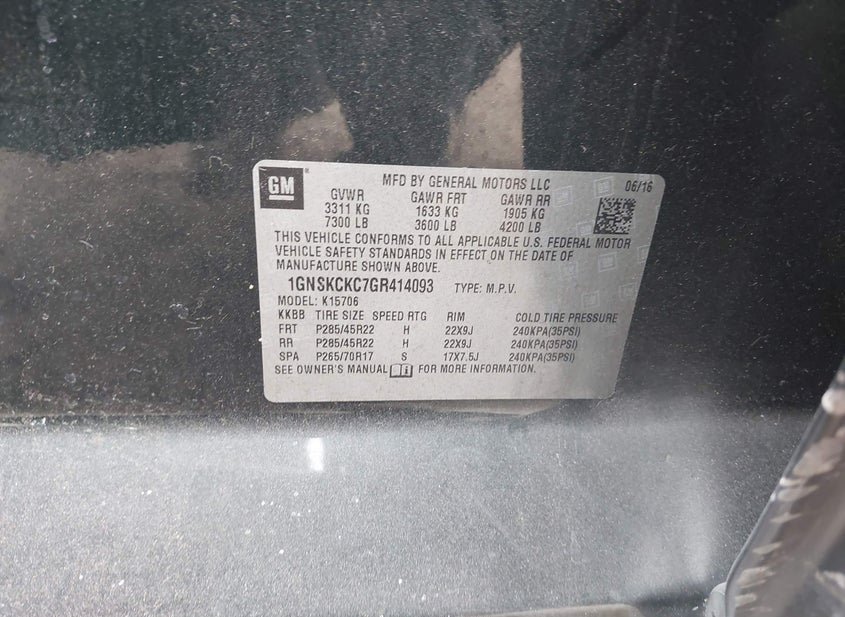 GM
MFD BY GENERAL MOTORS LLC 06/16
GVWR GAWR FRT GAWR RR
3311 KG 1633 KG 1905 KG
7300 LB 3600 LB 4200 LB
THIS VEHICLE CONFORMS TO ALL APPLICABLE U.S. FEDERAL MOTOR
VEHICLE SAFETY STANDARDS IN EFFECT ON THE DATE OF
MANUFACTURE SHOWN ABOVE.
1GNSKCKC7GR414093 TYPE: M.P.V.
MODEL: K15706
KKBB TIRE SIZE SPEED RTG RIM COLD TIRE PRESSURE
FRT P285/45R22 H 22X9J 240KPA(35PSI)
RR P285/45R22 H 22X9J 240KPA(35PSI)
SPA P265/70R17 S 17X7.5J 240KPA(35PSI)
SEE OWNER'S MANUAL FOR MORE INFORMATION.